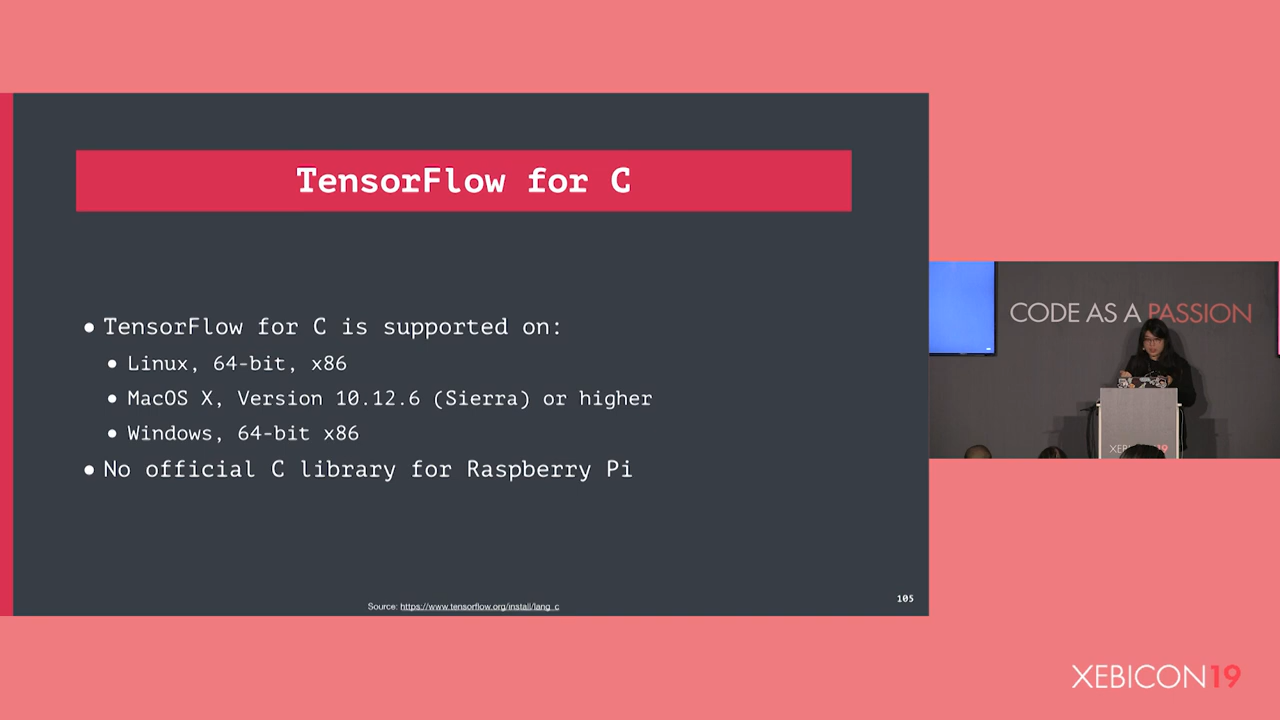 TensorFlow for C
• TensorFlow for C is supported on:
• Linux, 64-bit, x86
• MacOS X, Version 10.12.6 (Sierra) or higher
• Windows, 64-bit x86
• No official C library for Raspberry Pi
Source: https://www.tensorflow.org/install/lang_c
105
CODE AS A PASSION
XEBICON19